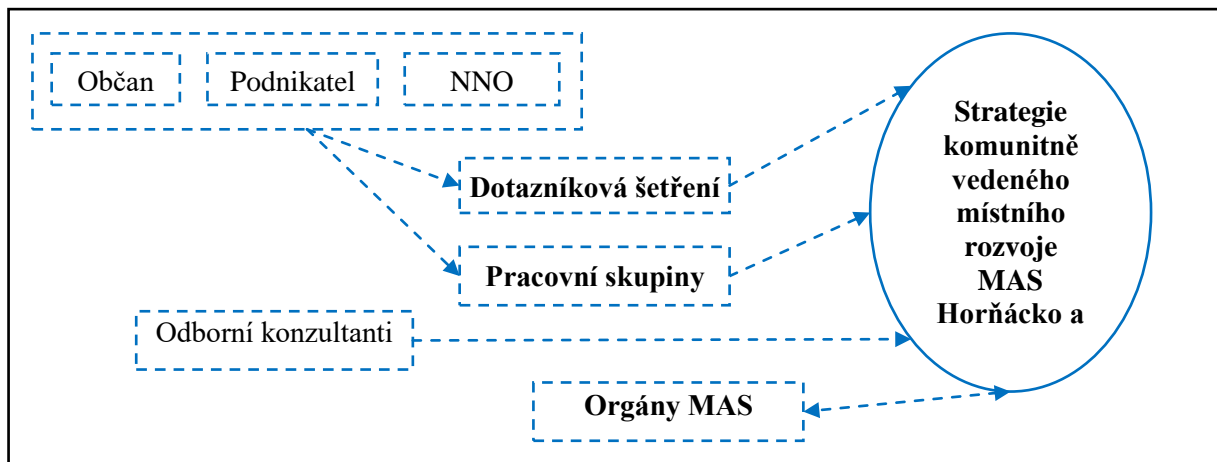 Občan
Podnikatel
NNO
Dotazníková šetření
Pracovní skupiny
Odborní konzultanti
Orgány MAS
Strategie
komunitně
vedeného
místního
rozvoje
MAS
Horňácko a